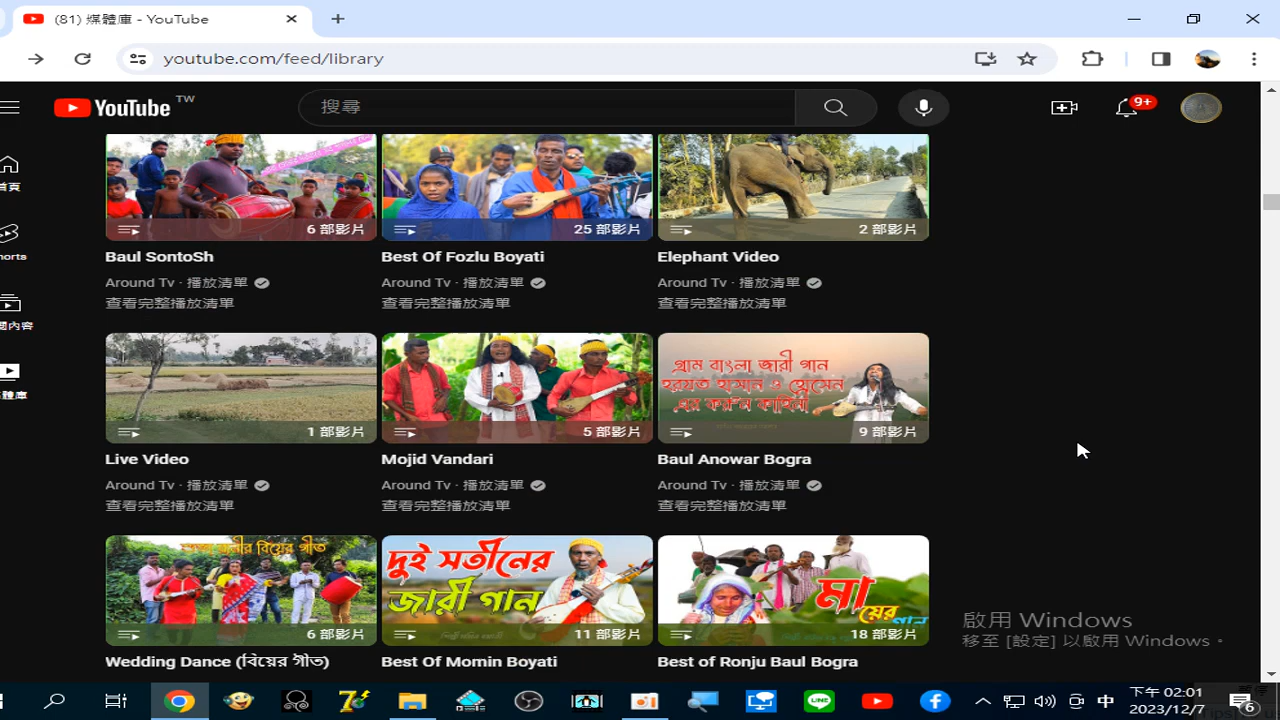 (81) 媒體庫 - YouTube
youtube.com/feed/library
YouTube TW
搜尋
9+
首頁
6 部影片
25 部影片
2 部影片
Baul SontoSh
Best Of Fozlu Boyati
Elephant Video
Around Tv · 播放清單
Around Tv · 播放清單
Around Tv · 播放清單
查看完整播放清單
查看完整播放清單
查看完整播放清單
গ্রাম বাংলা জারী গান
হযরত হাসান ও হোসেন
এর করুন কাহিনী
1 部影片
5 部影片
9 部影片
Live Video
Mojid Vandari
Baul Anowar Bogra
Around Tv · 播放清單
Around Tv · 播放清單
Around Tv · 播放清單
查看完整播放清單
查看完整播放清單
查看完整播放清單
বিয়ের গীত
দুই সতীনের
জারী গান
মা
য়ের
গান
6 部影片
11 部影片
18 部影片
Wedding Dance (বিয়ের গীত)
Best Of Momin Boyati
Best of Ronju Baul Bogra
啟用 Windows
移至 [設定] 以啟用 Windows。
中
下午 02:01
2023/12/7
6